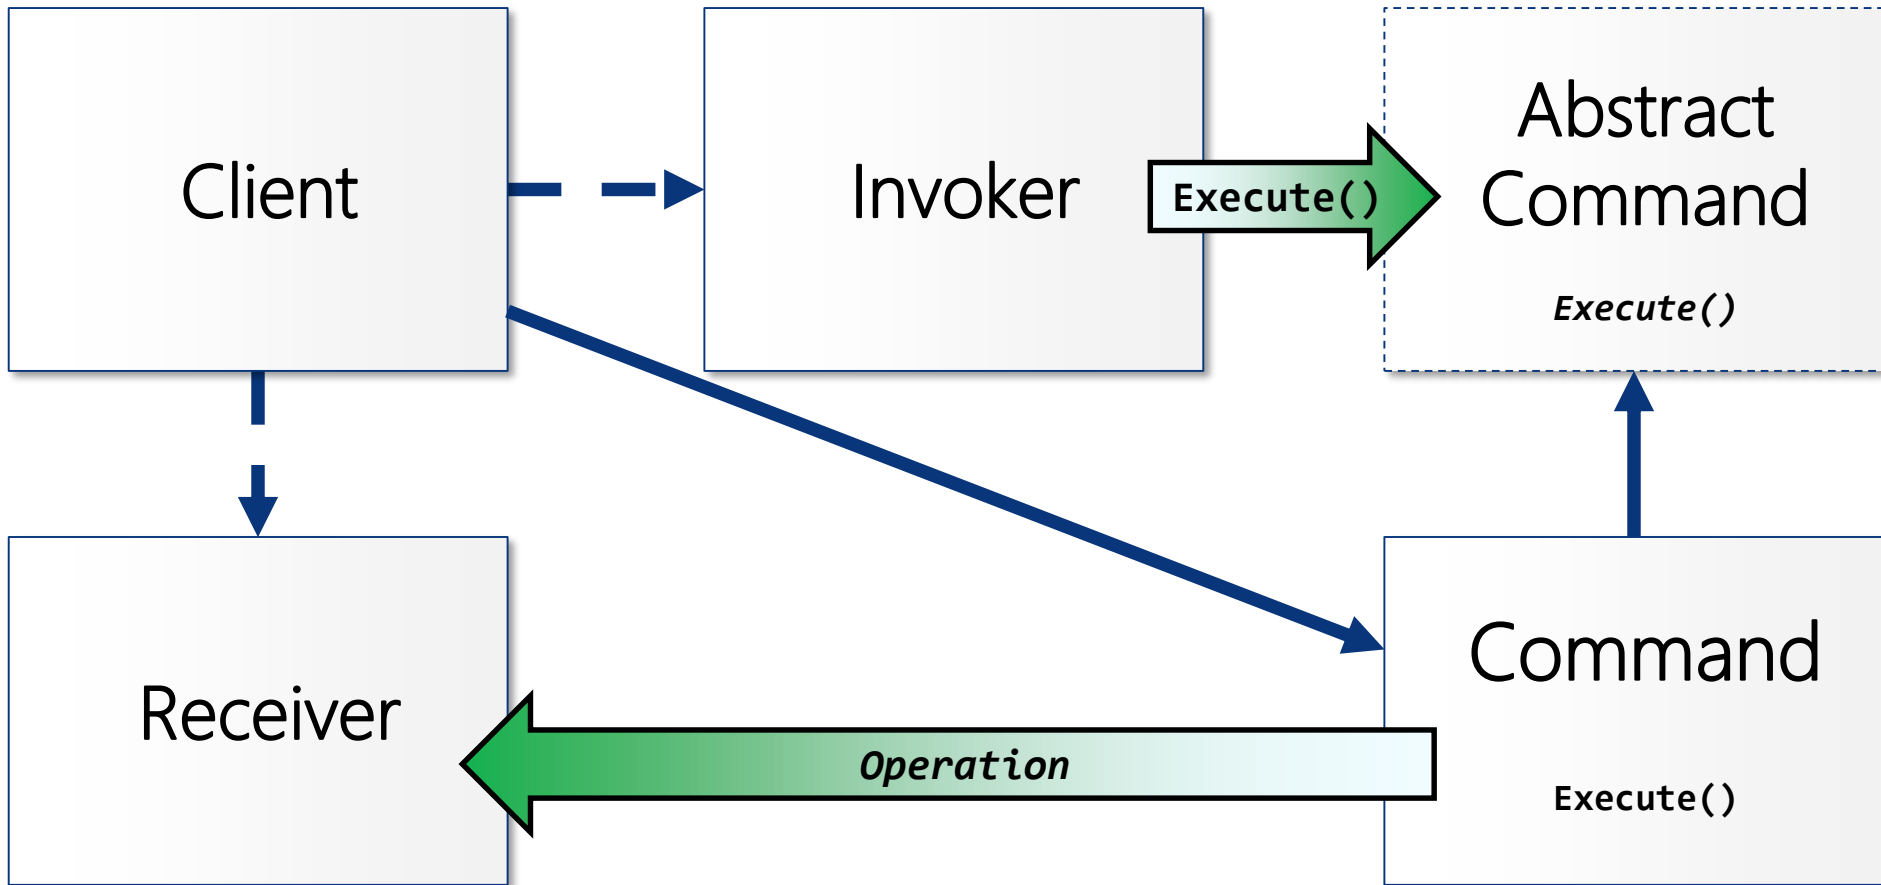 Client
Invoker
Execute()
Abstract
Command
Execute()
Receiver
Operation
Command
Execute()